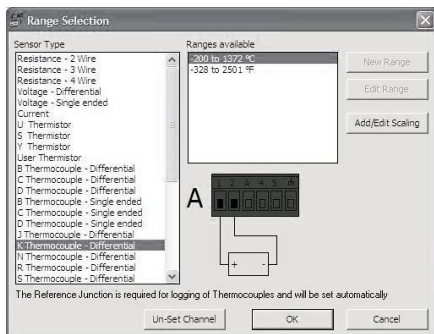 Range Selection
Sensor Type
Resistance - 2 Wire
Resistance - 3 Wire
Resistance - 4 Wire
Voltage - Differential
Voltage - Single ended
Current
U Thermistor
S Thermistor
Y Thermistor
User Thermistor
B Thermocouple - Differential
C Thermocouple - Differential
D Thermocouple - Differential
B Thermocouple - Single ended
C Thermocouple - Single ended
D Thermocouple - Single ended
J Thermocouple - Differential
K Thermocouple - Differential
N Thermocouple - Differential
R Thermocouple - Differential
S Thermocouple - Differential
Ranges available
-200 to 1372 ºC
-328 to 2501 ºF
New Range
Edit Range
Add/Edit Scaling
A
1 2 A 4 5
+ -
The Reference Junction is required for logging of Thermocouples and will be set automatically
Un-Set Channel
OK
Cancel